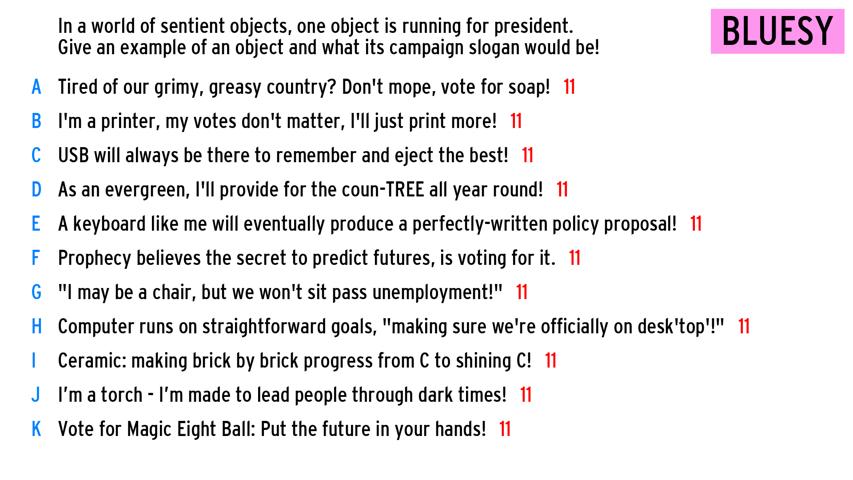 In a world of sentient objects, one object is running for president.
Give an example of an object and what its campaign slogan would be!
BLUESY
A Tired of our grimy, greasy country? Don't mope, vote for soap! 11
B I'm a printer, my votes don't matter, I'll just print more! 11
C USB will always be there to remember and eject the best! 11
D As an evergreen, I'll provide for the coun-TREE all year round! 11
E A keyboard like me will eventually produce a perfectly-written policy proposal! 11
F Prophecy believes the secret to predict futures, is voting for it. 11
G "I may be a chair, but we won't sit pass unemployment!" 11
H Computer runs on straightforward goals, "making sure we're officially on desk'top'!" 11
I Ceramic: making brick by brick progress from C to shining C! 11
J I’m a torch - I’m made to lead people through dark times! 11
K Vote for Magic Eight Ball: Put the future in your hands! 11